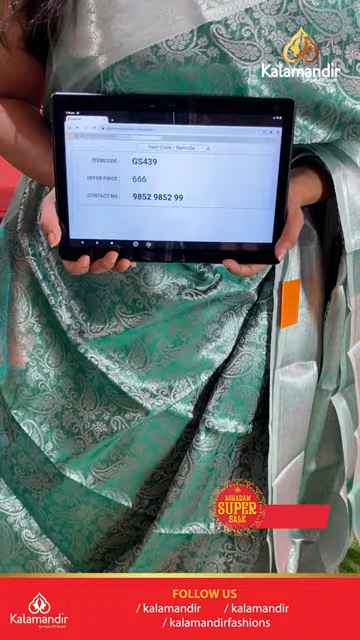 Kalamandir
Item Code / Barcode
ITEMCODE : GS439
OFFER PRICE : 666
CONTACT NO : 9852 9852 99
ASHADAM
SUPER
SALE
FOLLOW US
Kalamandir
/ kalamandir / kalamandir
/ kalamandirfashions